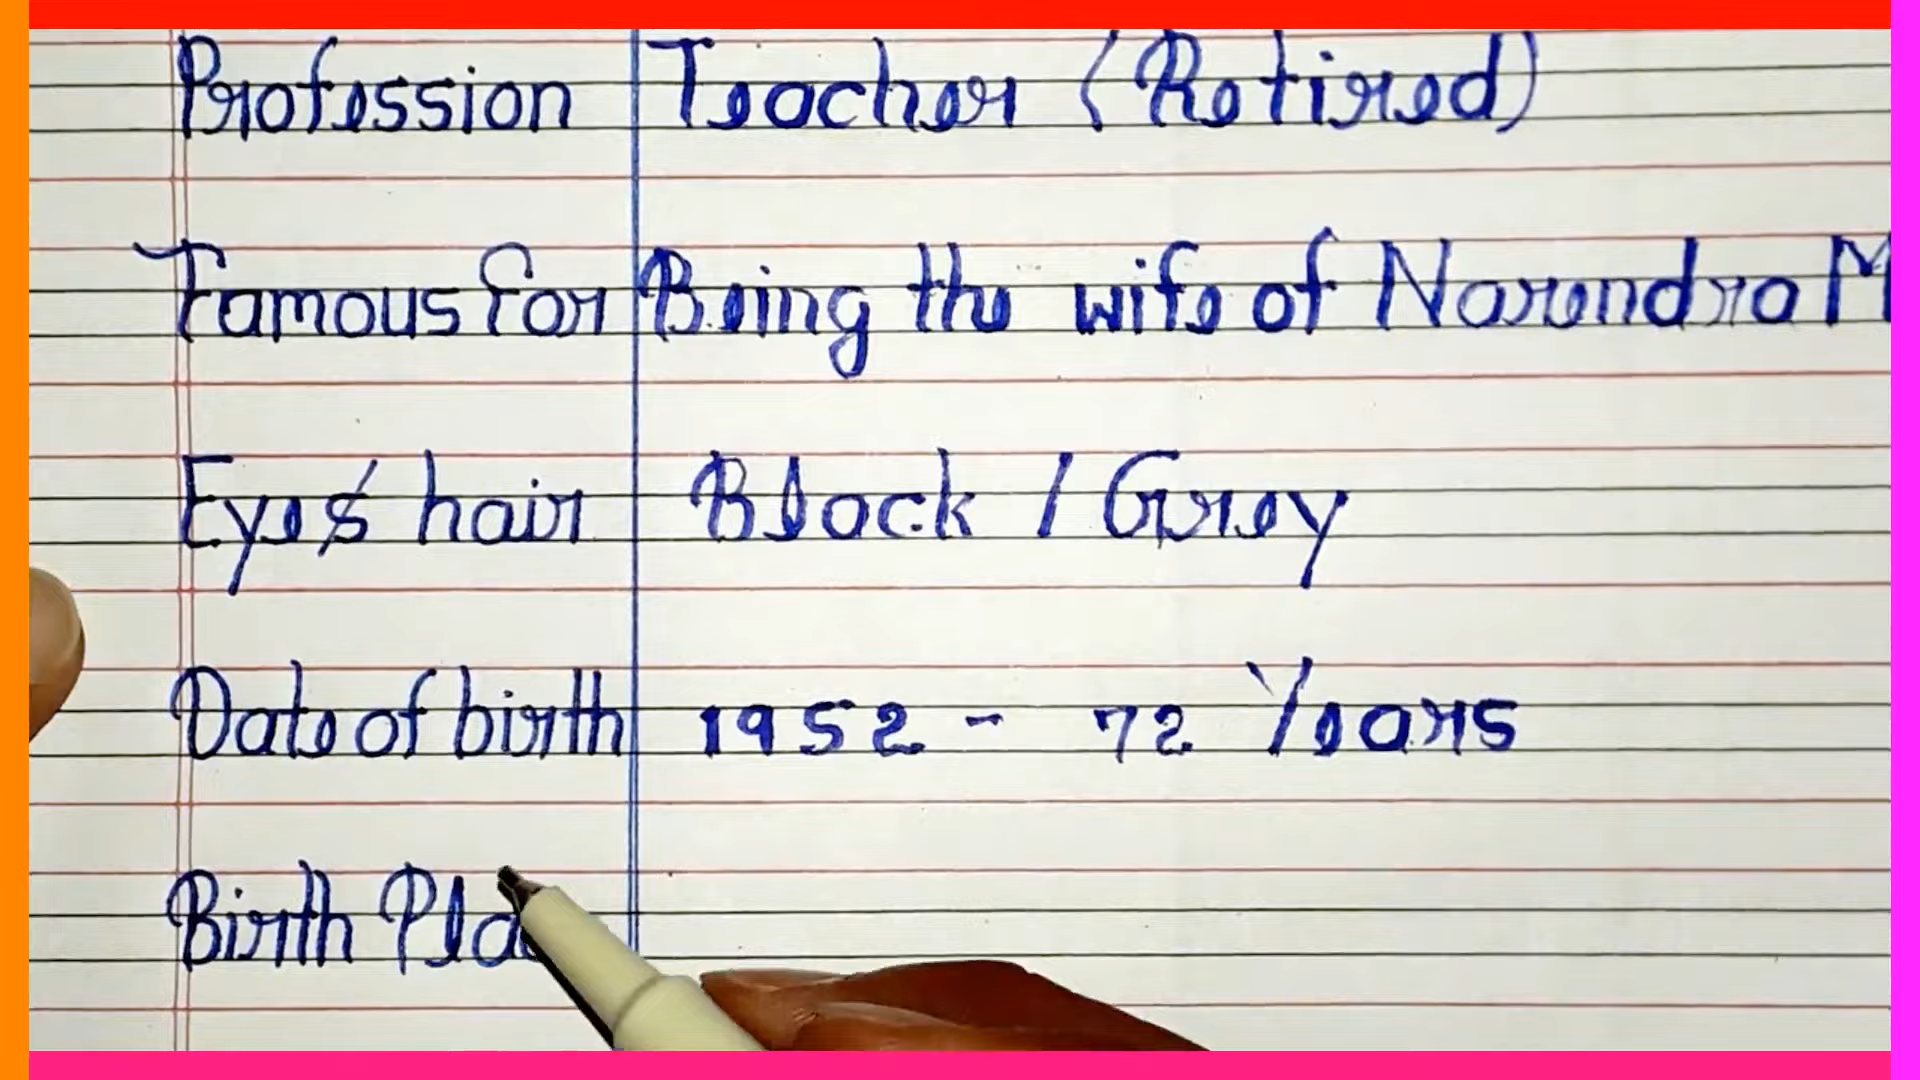 Profession Teacher (Retired)
Famous for Being the wife of Narendra M
Eyes hair Black / Grey
Date of birth 1952 - 72 Years
Birth Pla